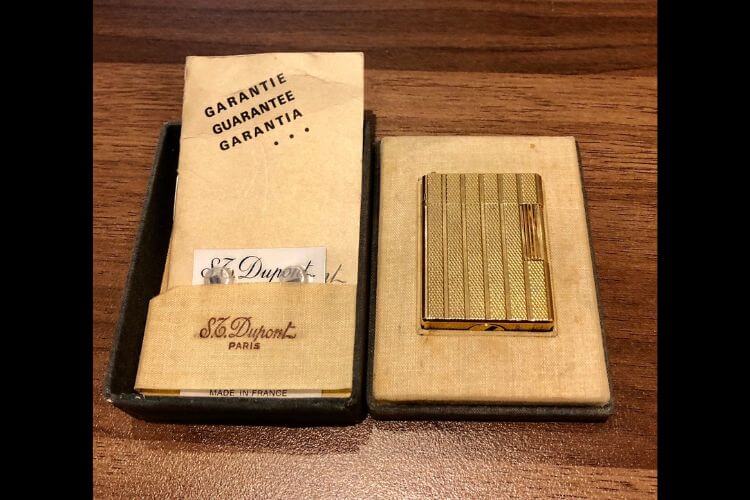 GARANTIE
GUARANTEE
GARANTIA
...
S.T. Dupont
S.T. Dupont
PARIS
MADE IN FRANCE